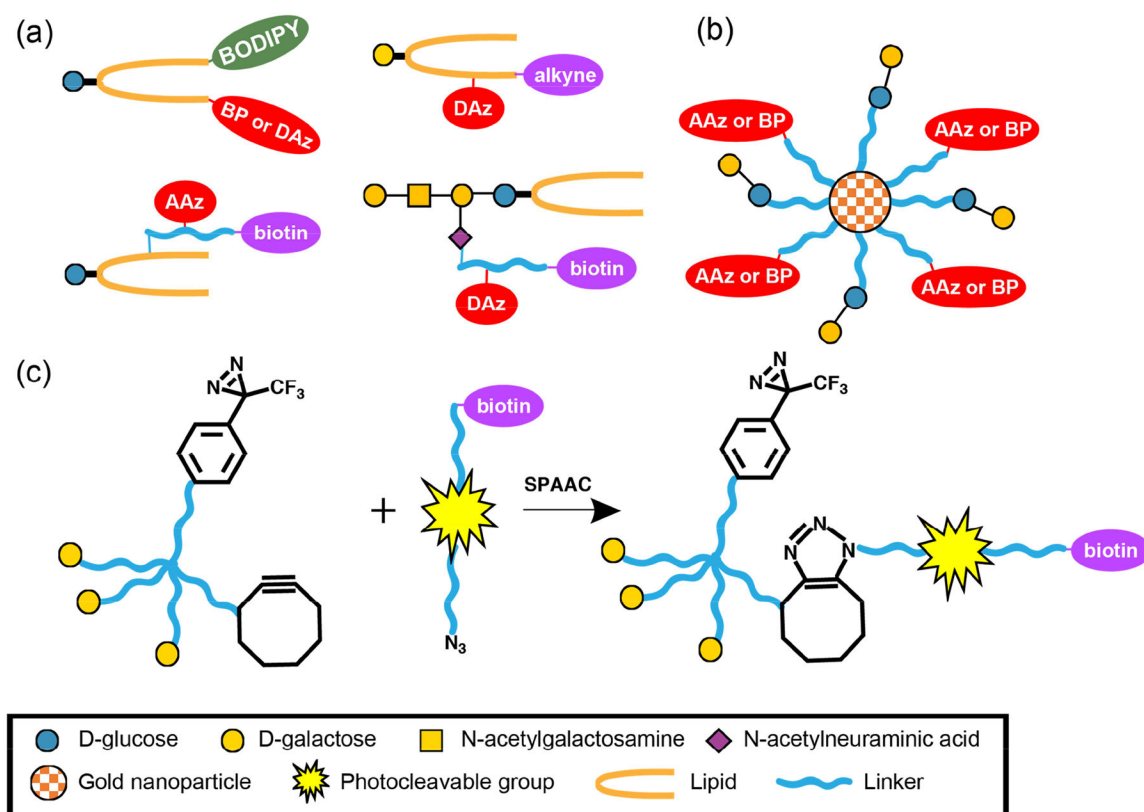 (a)
BODIPY
BP or DAz
alkyne
DAz
AAz
biotin
biotin
DAz
(b)
AAz or BP
AAz or BP
AAz or BP
AAz or BP
(c)
N
N
CF3
biotin
N3
+
SPAAC
N
N
CF3
N
N
N
biotin
D-glucose
D-galactose
N-acetylgalactosamine
N-acetylneuraminic acid
Gold nanoparticle
Photocleavable group
Lipid
Linker